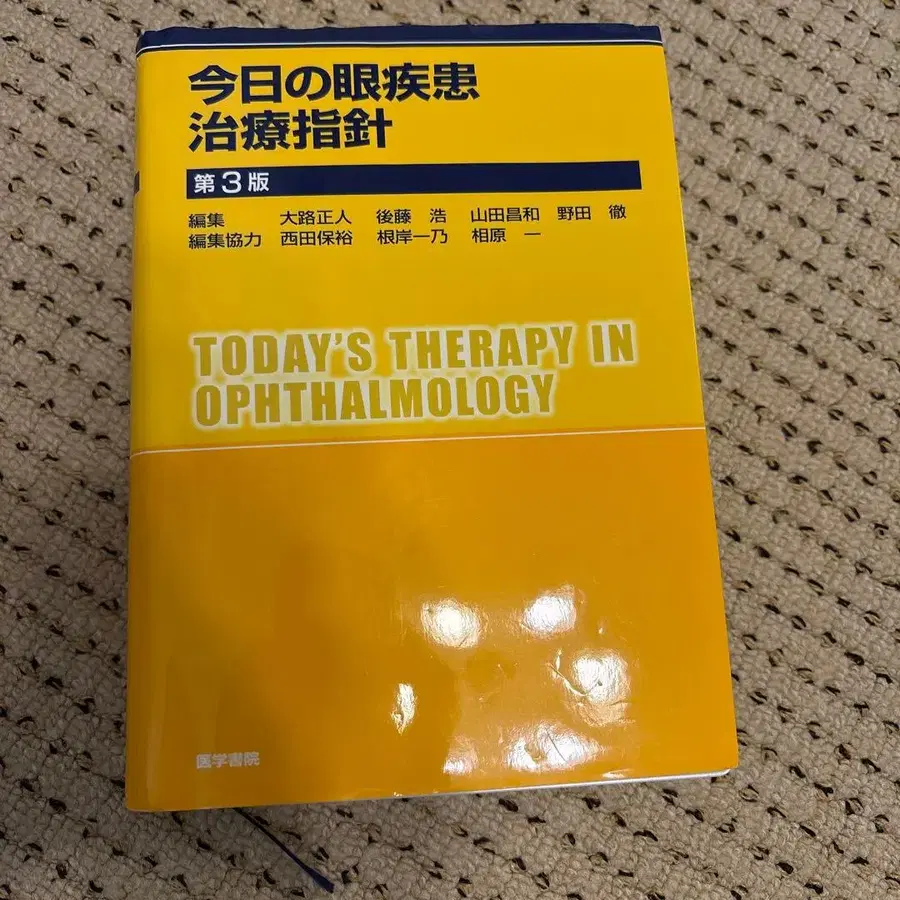 今日の眼疾患
治療指針
第3版
編集 大路正人 後藤 浩 山田昌和 野田 徹
編集協力 西田保裕 根岸一乃 相原 一
TODAY'S THERAPY IN
OPHTHALMOLOGY
医学書院